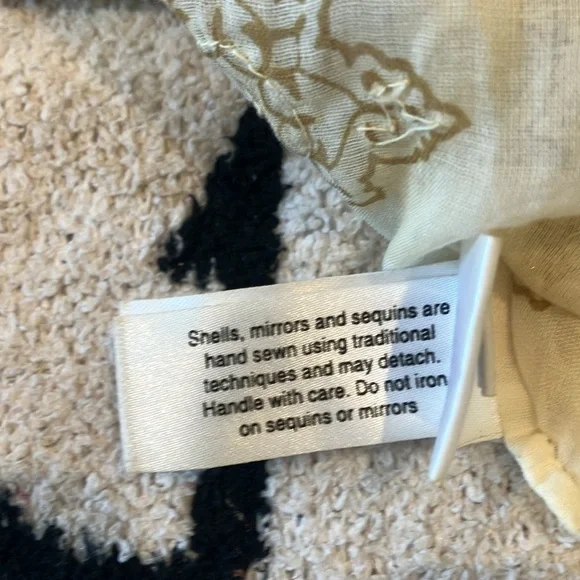 Shells, mirrors and sequins are
hand sewn using traditional
techniques and may detach.
Handle with care. Do not iron
on sequins or mirrors